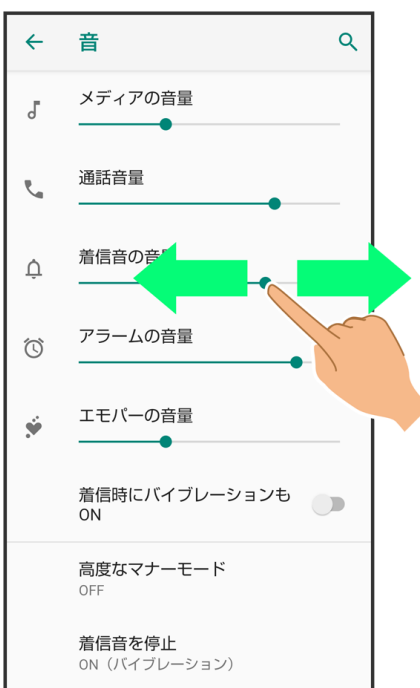 音
メディアの音量
通話音量
着信音の音
アラームの音量
エモパーの音量
着信時にバイブレーションも
ON
高度なマナーモード
OFF
着信音を停止
ON（バイブレーション）